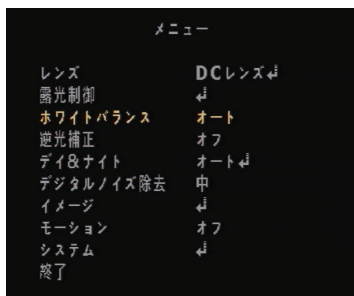 メニュー
レンズ DCレンズ↲
露光制御 ↲
ホワイトバランス オート
逆光補正 オフ
デイ&ナイト オート↲
デジタルノイズ除去 中
イメージ ↲
モーション オフ
システム ↲
終了